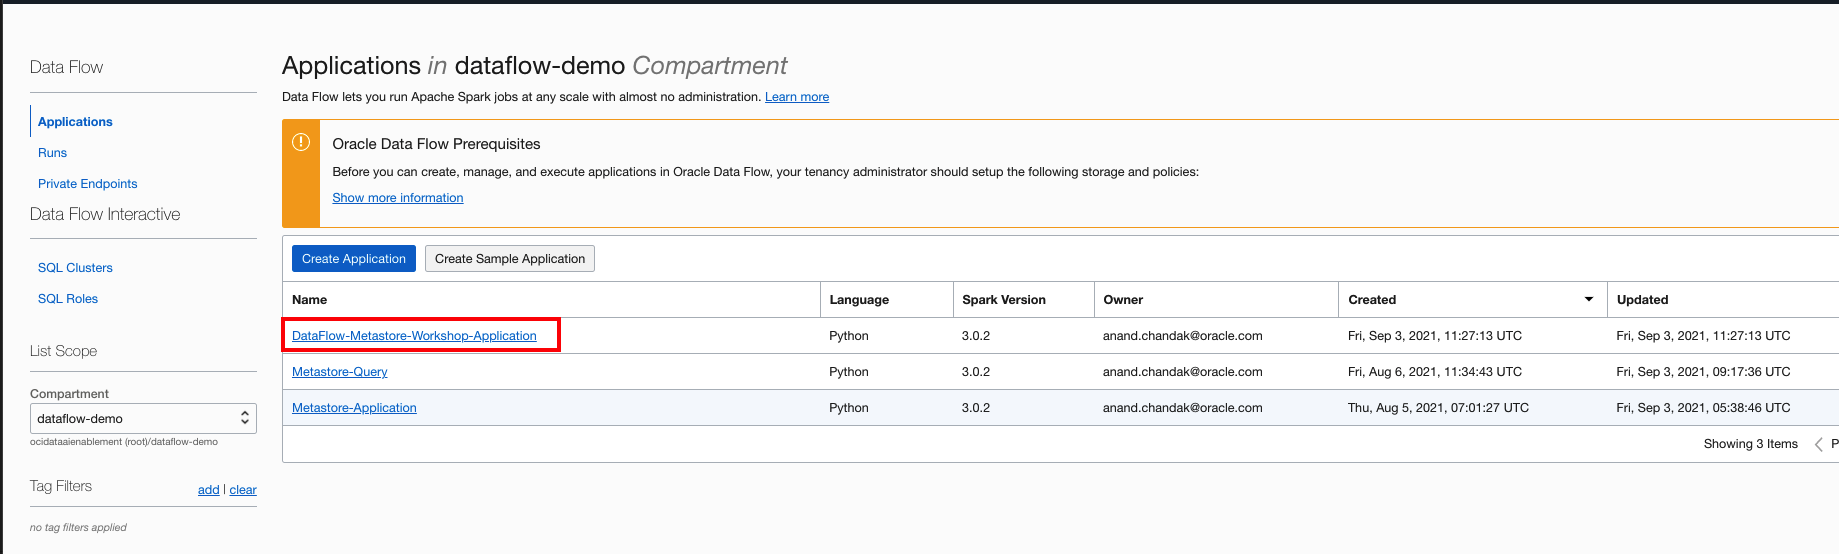 Data Flow
Applications
Runs
Private Endpoints
Data Flow Interactive
SQL Clusters
SQL Roles
List Scope
Compartment
dataflow-demo
ocidataaienablement (root)/dataflow-demo
Tag Filters add | clear
no tag filters applied
Applications in dataflow-demo Compartment
Data Flow lets you run Apache Spark jobs at any scale with almost no administration. Learn more
Oracle Data Flow Prerequisites
Before you can create, manage, and execute applications in Oracle Data Flow, your tenancy administrator should setup the following storage and policies:
Show more information
Create Application Create Sample Application
Name Language Spark Version Owner Created Updated
DataFlow-Metastore-Workshop-Application Python 3.0.2 anand.chandak@oracle.com Fri, Sep 3, 2021, 11:27:13 UTC Fri, Sep 3, 2021, 11:27:13 UTC
Metastore-Query Python 3.0.2 anand.chandak@oracle.com Fri, Aug 6, 2021, 11:34:43 UTC Fri, Sep 3, 2021, 09:17:36 UTC
Metastore-Application Python 3.0.2 anand.chandak@oracle.com Thu, Aug 5, 2021, 07:01:27 UTC Fri, Sep 3, 2021, 05:38:46 UTC
Showing 3 Items < P